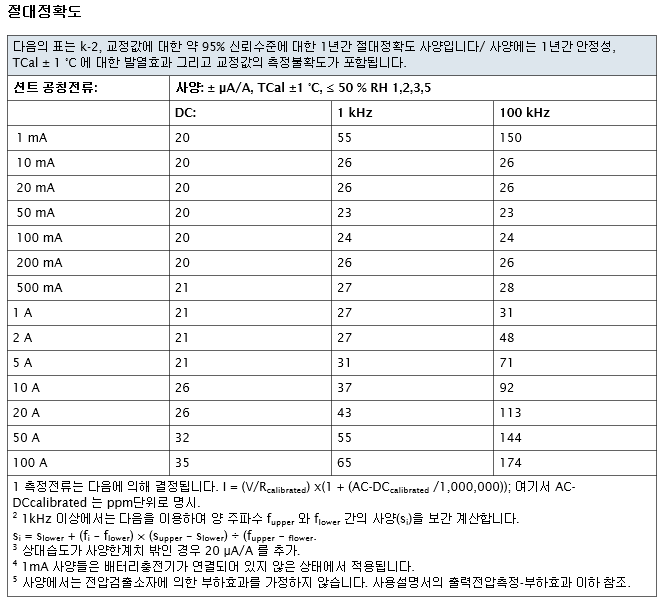 절대정확도
다음의 표는 k-2, 교정값에 대한 약 95% 신뢰수준에 대한 1년간 절대정확도 사양입니다/ 사양에는 1년간 안정성,
TCal ± 1 °C 에 대한 발열효과 그리고 교정값의 측정불확도가 포함됩니다.
션트 공칭전류: 사양: ± µA/A, TCal ±1 °C, ≤ 50 % RH 1,2,3,5
DC: 1 kHz 100 kHz
1 mA 20 55 150
10 mA 20 26 26
20 mA 20 26 26
50 mA 20 23 23
100 mA 20 24 24
200 mA 20 26 26
500 mA 21 27 28
1 A 21 27 31
2 A 21 27 48
5 A 21 31 71
10 A 26 37 92
20 A 26 43 113
50 A 32 55 144
100 A 35 65 174
1 측정전류는 다음에 의해 결정됩니다. I = (V/Rcalibrated) x(1 + (AC-DCcalibrated /1,000,000)); 여기서 AC-
DCcalibrated 는 ppm단위로 명시.
2 1kHz 이상에서는 다음을 이용하여 양 주파수 fupper 와 flower 간의 사양(si)을 보간 계산합니다.
si = slower + (fi – flower) × (supper – slower) ÷ (fupper – flower.
3 상대습도가 사양한계치 밖인 경우 20 µA/A 를 추가.
4 1mA 사양들은 배터리충전기가 연결되어 있지 않은 상태에서 적용됩니다.
5 사양에서는 전압검출소자에 의한 부하효과를 가정하지 않습니다. 사용설명서의 출력전압측정-부하효과 이하 참조.